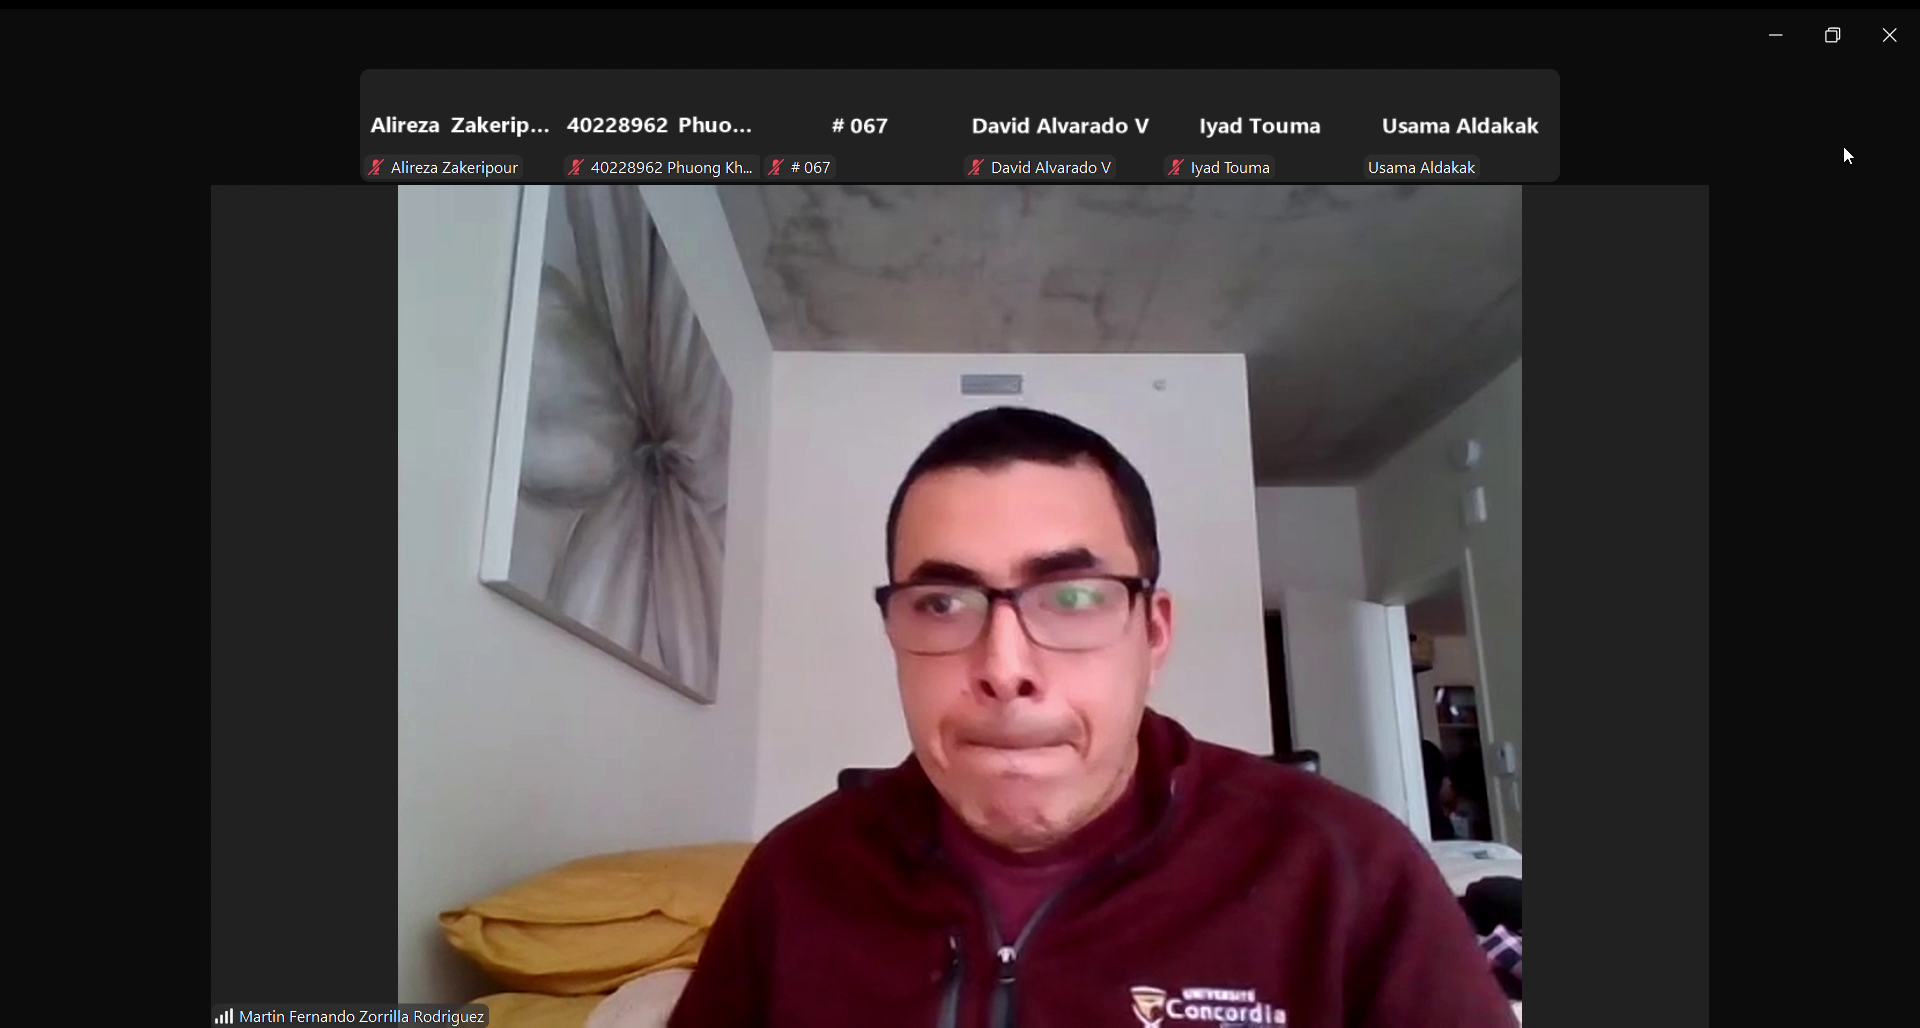 Alireza Zakerip...
40228962 Phuo...
# 067
David Alvarado V
Iyad Touma
Usama Aldakak
Alireza Zakeripour
40228962 Phuong Kh...
# 067
David Alvarado V
Iyad Touma
Usama Aldakak
UNIVERSITÉ
Concordia
Martin Fernando Zorrilla Rodriguez